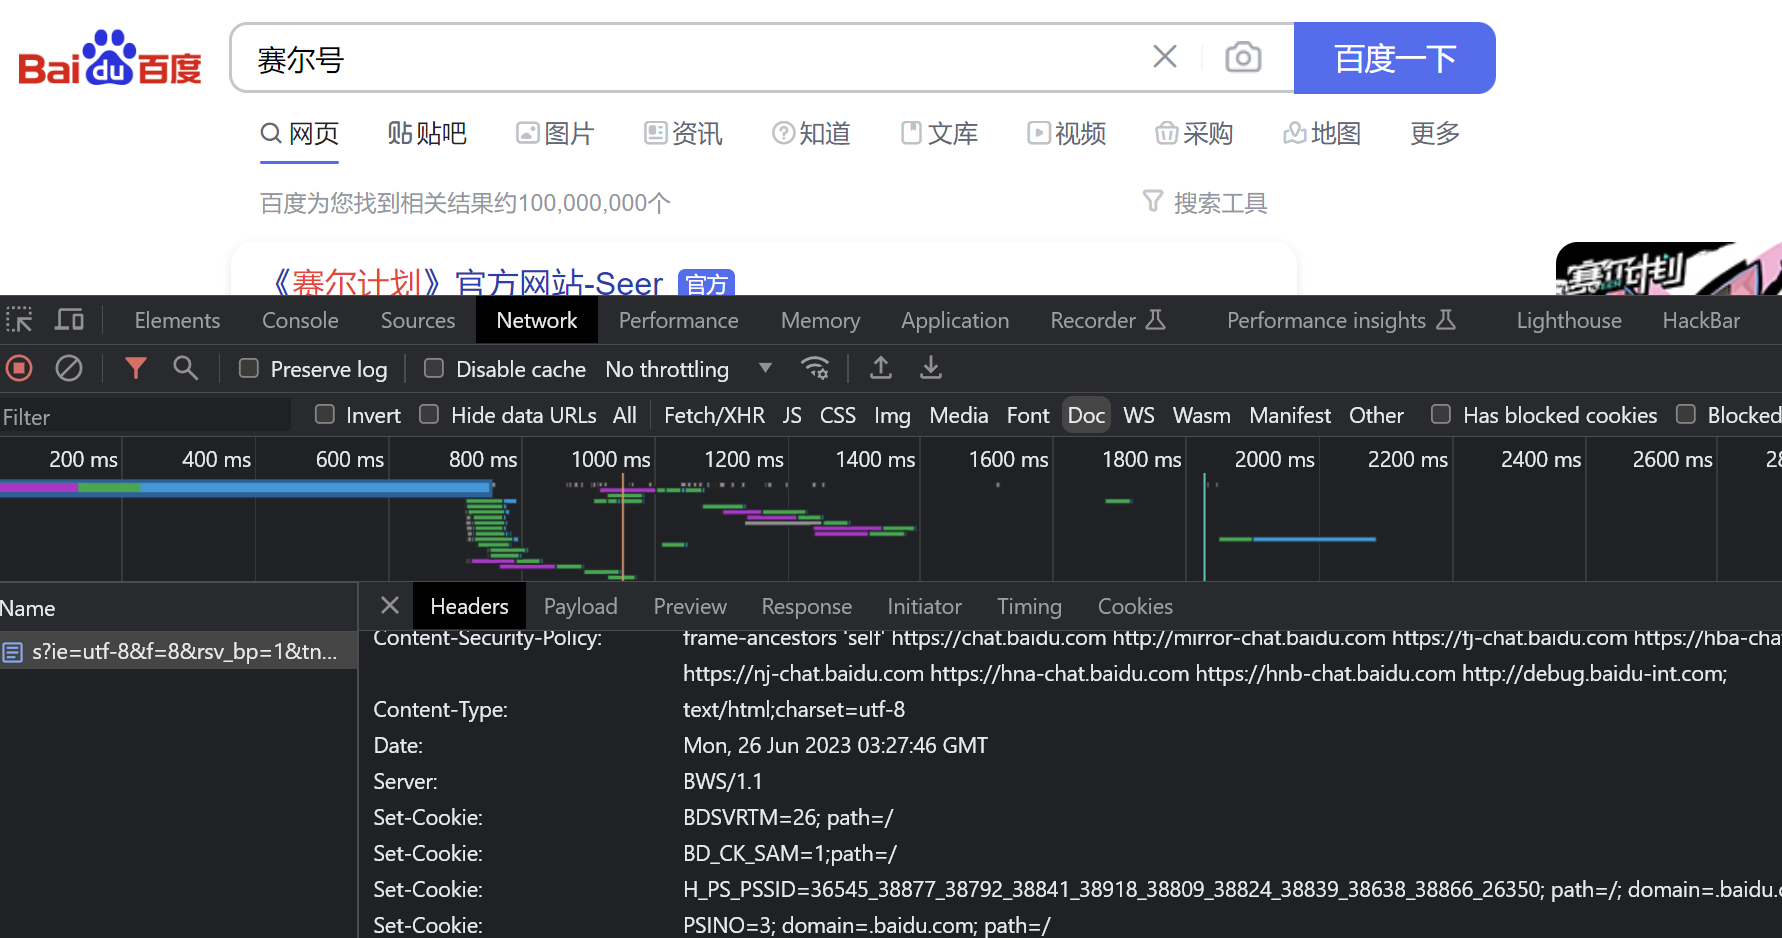 Bai du 百度
赛尔号
百度一下
网页 贴吧 图片 资讯 知道 文库 视频 采购 地图 更多
百度为您找到相关结果约100,000,000个 搜索工具
《赛尔计划》官方网站-Seer 官方
赛尔计划
Elements Console Sources Network Performance Memory Application Recorder Performance insights Lighthouse HackBar
Preserve log Disable cache No throttling
Filter Invert Hide data URLs All Fetch/XHR JS CSS Img Media Font Doc WS Wasm Manifest Other Has blocked cookies Blocked
200 ms 400 ms 600 ms 800 ms 1000 ms 1200 ms 1400 ms 1600 ms 1800 ms 2000 ms 2200 ms 2400 ms 2600 ms 28
Name Headers Payload Preview Response Initiator Timing Cookies
s?ie=utf-8&f=8&rsv_bp=1&tn...
Content-Security-Policy: frame-ancestors 'self' https://chat.baidu.com http://mirror-chat.baidu.com https://fj-chat.baidu.com https://hba-cha
https://nj-chat.baidu.com https://hna-chat.baidu.com https://hnb-chat.baidu.com http://debug.baidu-int.com;
Content-Type: text/html;charset=utf-8
Date: Mon, 26 Jun 2023 03:27:46 GMT
Server: BWS/1.1
Set-Cookie: BDSVRTM=26; path=/
Set-Cookie: BD_CK_SAM=1;path=/
Set-Cookie: H_PS_PSSID=36545_38877_38792_38841_38918_38809_38824_38839_38638_38866_26350; path=/; domain=.baidu.c
Set-Cookie: PSINO=3; domain=.baidu.com; path=/